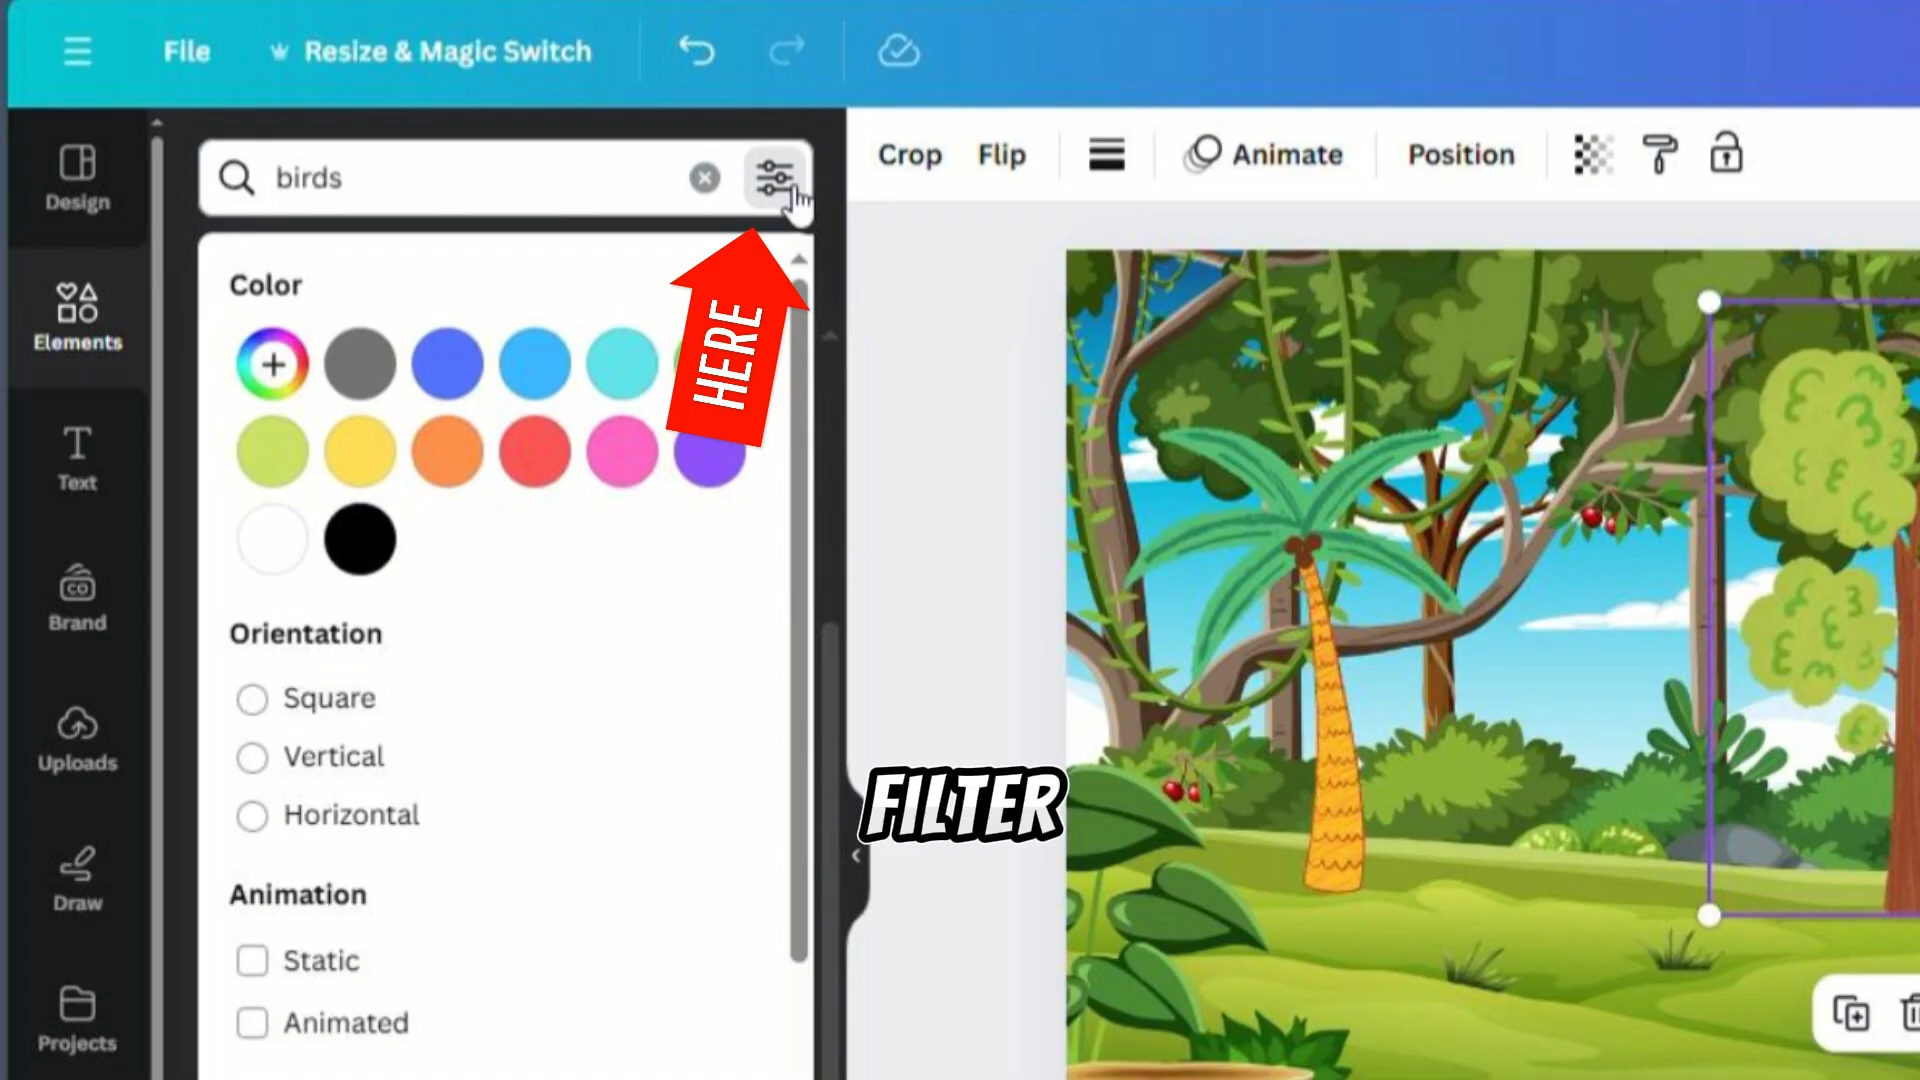 File
Resize & Magic Switch
Design
Elements
Text
CO
Brand
Uploads
Draw
Projects
birds
Color
HERE
Orientation
Square
Vertical
Horizontal
Animation
Static
Animated
Crop
Flip
Animate
Position
FILTER